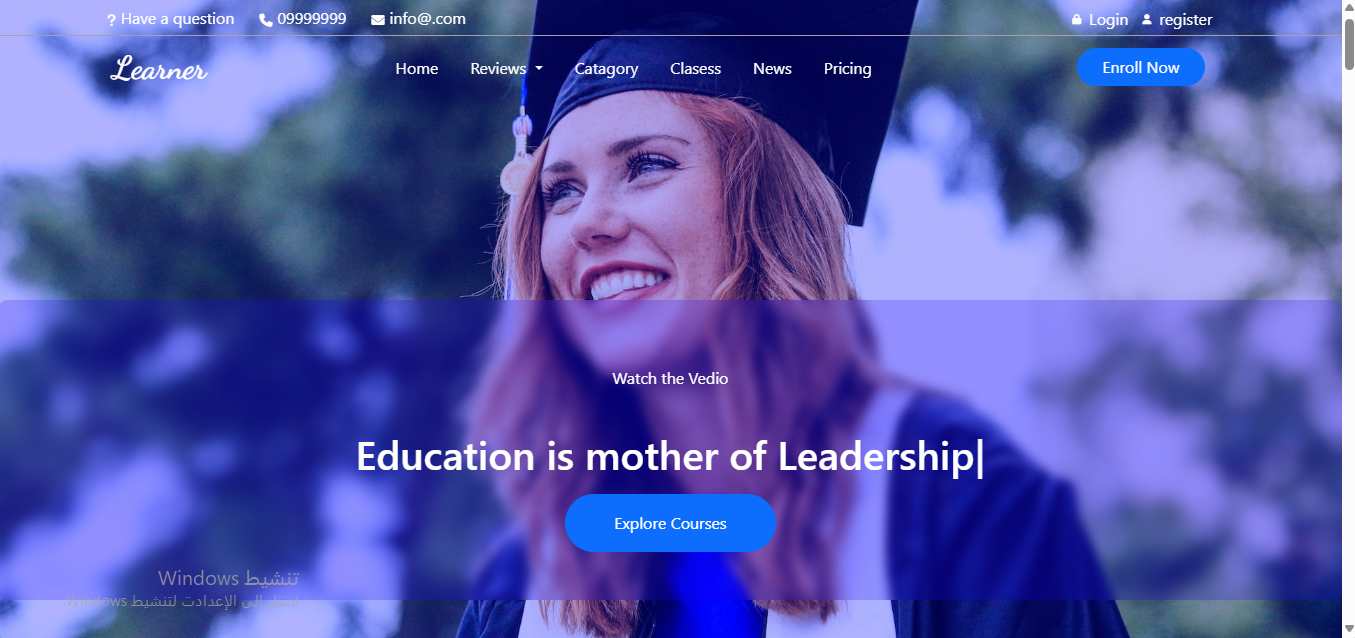 ? Have a question 09999999 info@.com Login register
Learner Home Reviews Catagory Clasess News Pricing Enroll Now
Watch the Vedio
Education is mother of Leadership|
Explore Courses
تنشيط Windows
انتقل إلى الإعدادت لتنشيط Windows